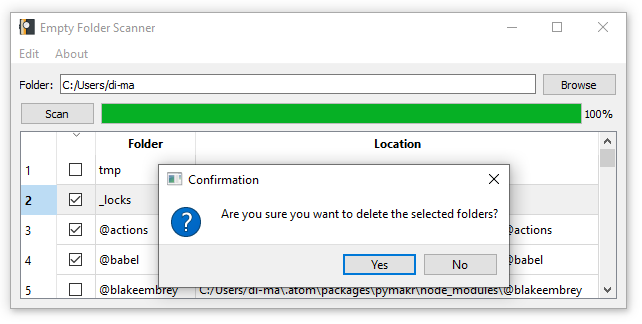 Empty Folder Scanner
Edit About
Folder: C:/Users/di-ma Browse
Scan 100%
Folder Location
1 tmp
Confirmation
2 _locks
Are you sure you want to delete the selected folders?
3 @actions @actions
4 @babel @babel
Yes No
5 @blakeembrey C:/Users/di-ma\.atom\packages\pymakr\node_modules\@blakeembrey